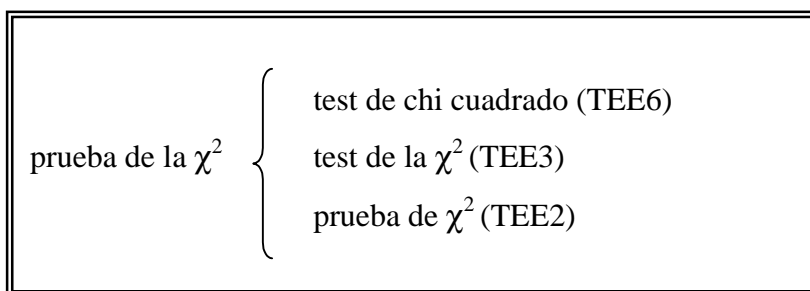 test de chi cuadrado (TEE6)
prueba de la χ² { test de la χ² (TEE3)
prueba de χ² (TEE2)